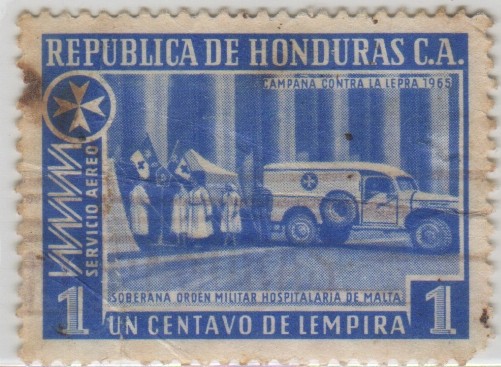 REPUBLICA DE HONDURAS C.A.
CAMPAÑA CONTRA LA LEPRA 1965
SERVICIO AEREO
SOBERANA ORDEN MILITAR HOSPITALARIA DE MALTA
1 UN CENTAVO DE LEMPIRA 1